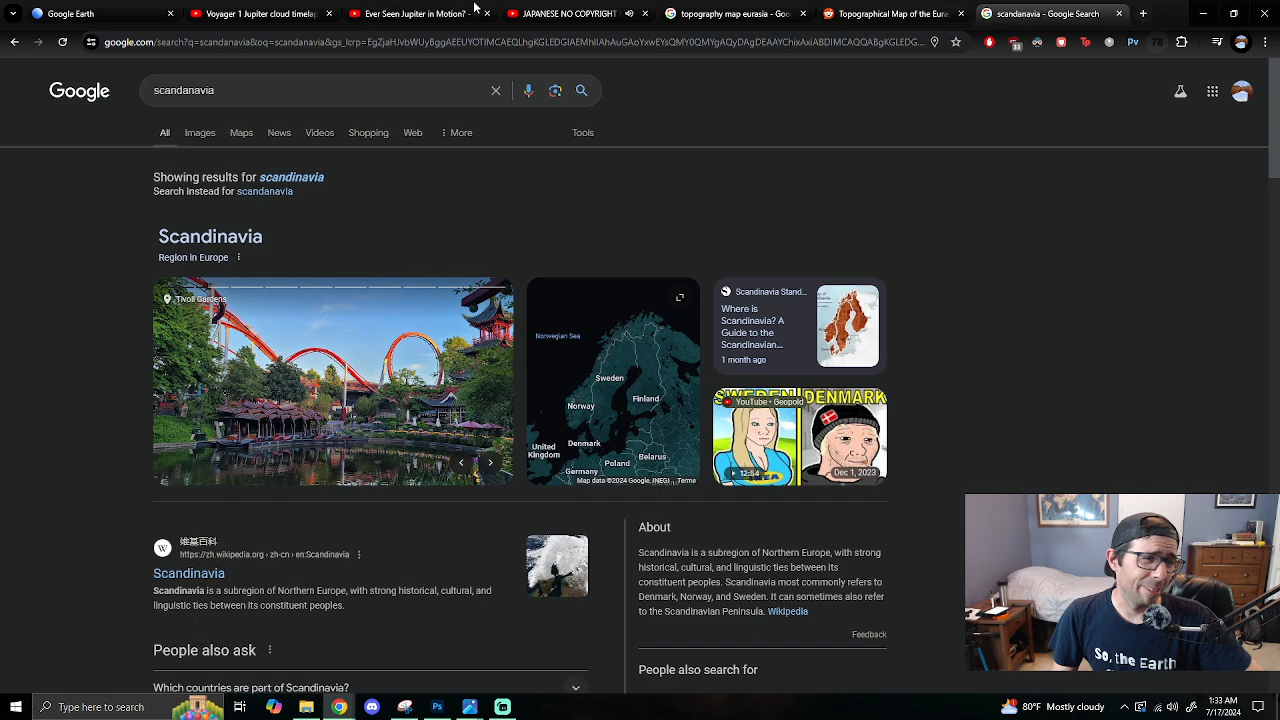 Google Earth
Voyager 1 Jupiter cloud timelap
Ever Seen Jupiter in Motion? -
JAPANESE NO COPYRIGHT
topography map eurasia - Goo
Topographical Map of the Eura
scandanavia - Google Search
google.com/search?q=scandanavia&oq=scandanavia&gs_lcrp=
33
Tp
Pv
78
Google
scandanavia
All
Images
Maps
News
Videos
Shopping
Web
More
Tools
Showing results for scandinavia
Search instead for scandanavia
Scandinavia
Region in Europe
Tivoli Gardens
Norwegian Sea
Sweden
Finland
Norway
United Kingdom
Denmark
Poland
Belarus
Germany
Map data ©2024 Google, INEGI
Terms
Scandinavia Stand...
Where is
Scandinavia? A
Guide to the
Scandinavian...
1 month ago
SWEDEN
DENMARK
YouTube • Geopold
12:54
Dec 1, 2023
W
维基百科
https://zh.wikipedia.org › zh-cn › en:Scandinavia
Scandinavia
Scandinavia is a subregion of Northern Europe, with strong historical, cultural, and
linguistic ties between its constituent peoples.
People also ask
Which countries are part of Scandinavia?
About
Scandinavia is a subregion of Northern Europe, with strong
historical, cultural, and linguistic ties between its
constituent peoples. Scandinavia most commonly refers to
Denmark, Norway, and Sweden. It can sometimes also refer
to the Scandinavian Peninsula. Wikipedia
Feedback
People also search for
So, the Earth
Type here to search
Ps
80°F Mostly cloudy
1:33 AM
7/17/2024